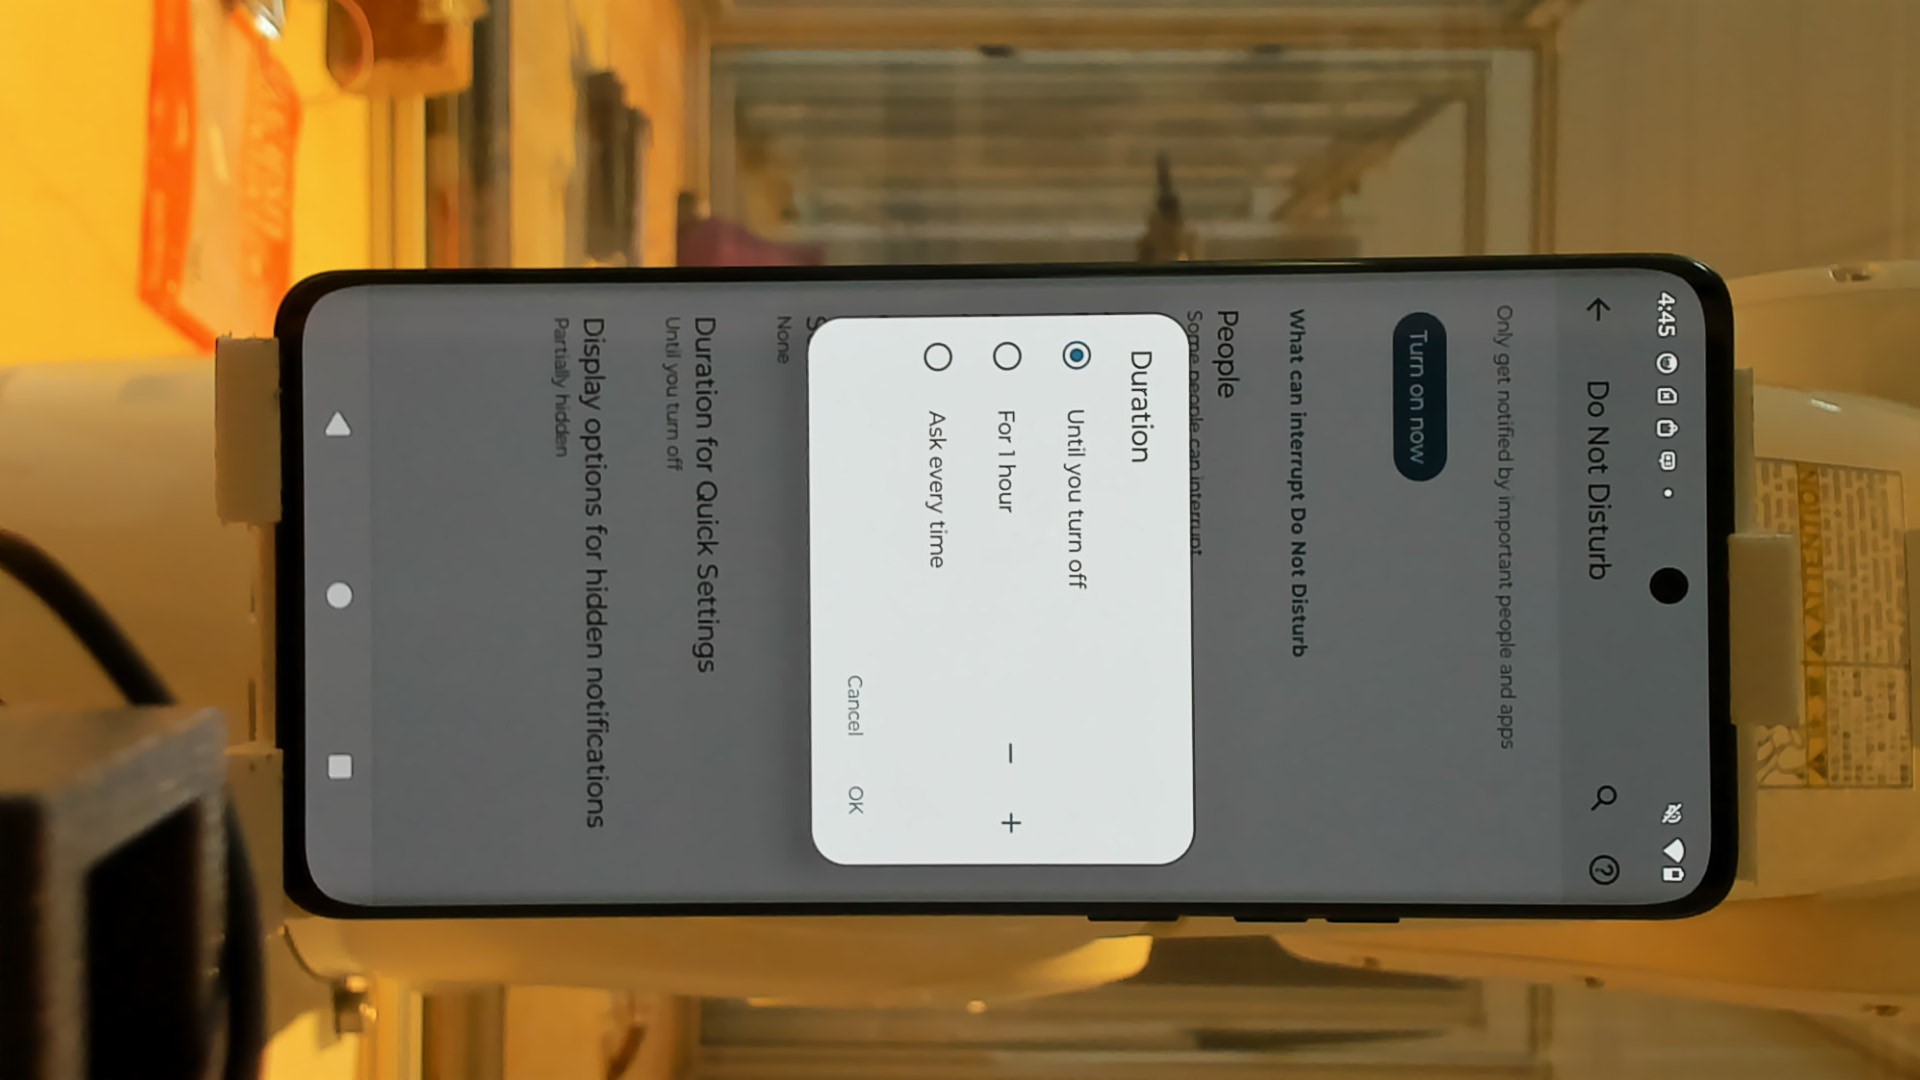 4:45
Do Not Disturb
Only get notified by important people and apps
Turn on now
What can interrupt Do Not Disturb
People
Some people can interrupt
Duration
Until you turn off
For 1 hour
Ask every time
Cancel OK
None
Duration for Quick Settings
Until you turn off
Display options for hidden notifications
Partially hidden
ATTENTION